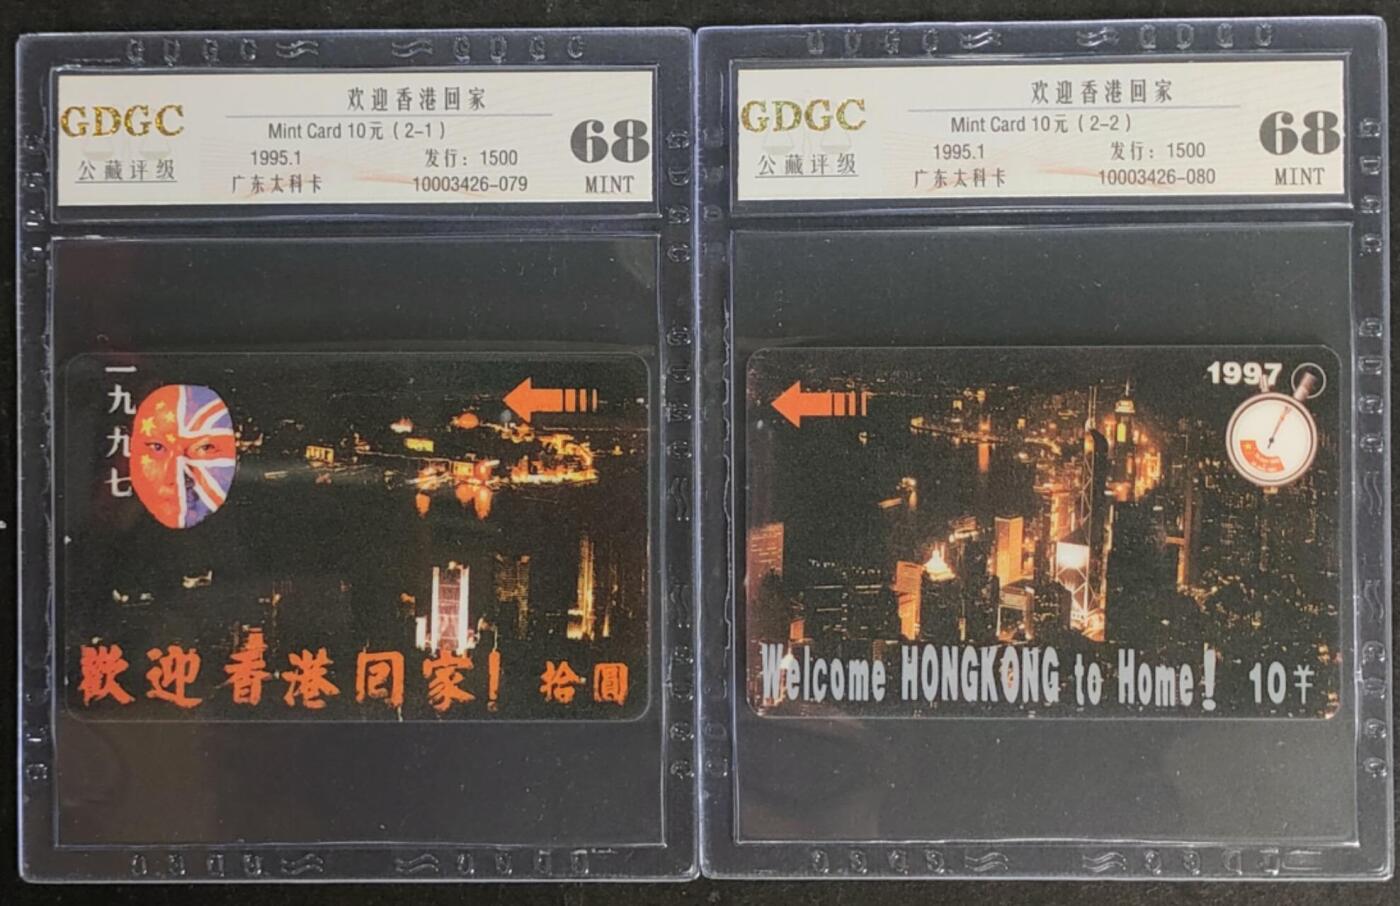 GDGC GDGC
GDGC
公藏评级
欢迎香港回家
Mint Card 10元 ( 2-1 )
1995.1 发行: 1500
广东太科卡 10003426-079
68
MINT
一九九七
歡迎香港回家! 拾圓
GDGC GDGC
GDGC
公藏评级
欢迎香港回家
Mint Card 10元 ( 2-2 )
1995.1 发行: 1500
广东太科卡 10003426-080
68
MINT
1997
Welcome HONGKONG to Home! 10¥